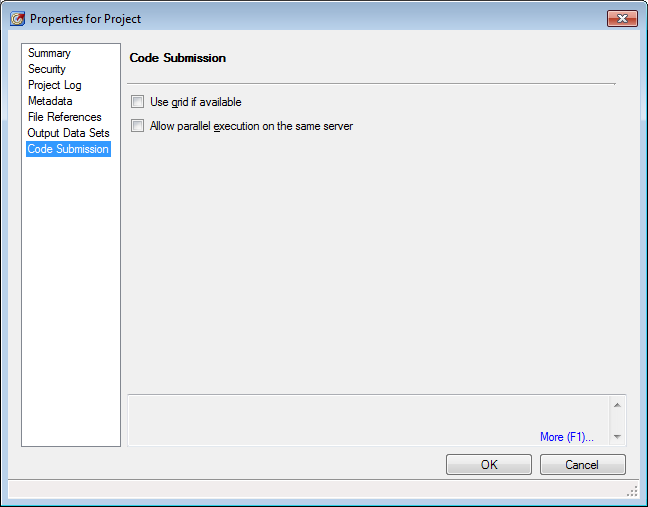 Properties for Project
Summary
Security
Project Log
Metadata
File References
Output Data Sets
Code Submission
Code Submission
Use grid if available
Allow parallel execution on the same server
More (F1)...
OK
Cancel